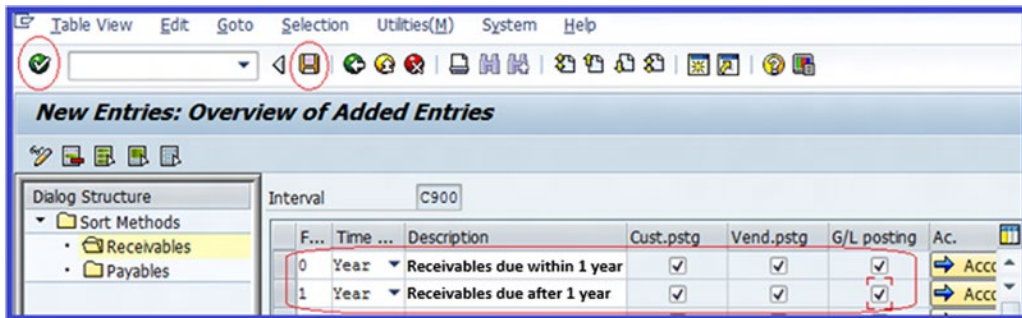 Table View Edit Goto Selection Utilities(M) System Help
New Entries: Overview of Added Entries
Dialog Structure
Sort Methods
Receivables
Payables
Interval C900
F... Time ... Description Cust.pstg Vend.pstg G/L posting Ac.
0 Year Receivables due within 1 year Acc
1 Year Receivables due after 1 year Acc